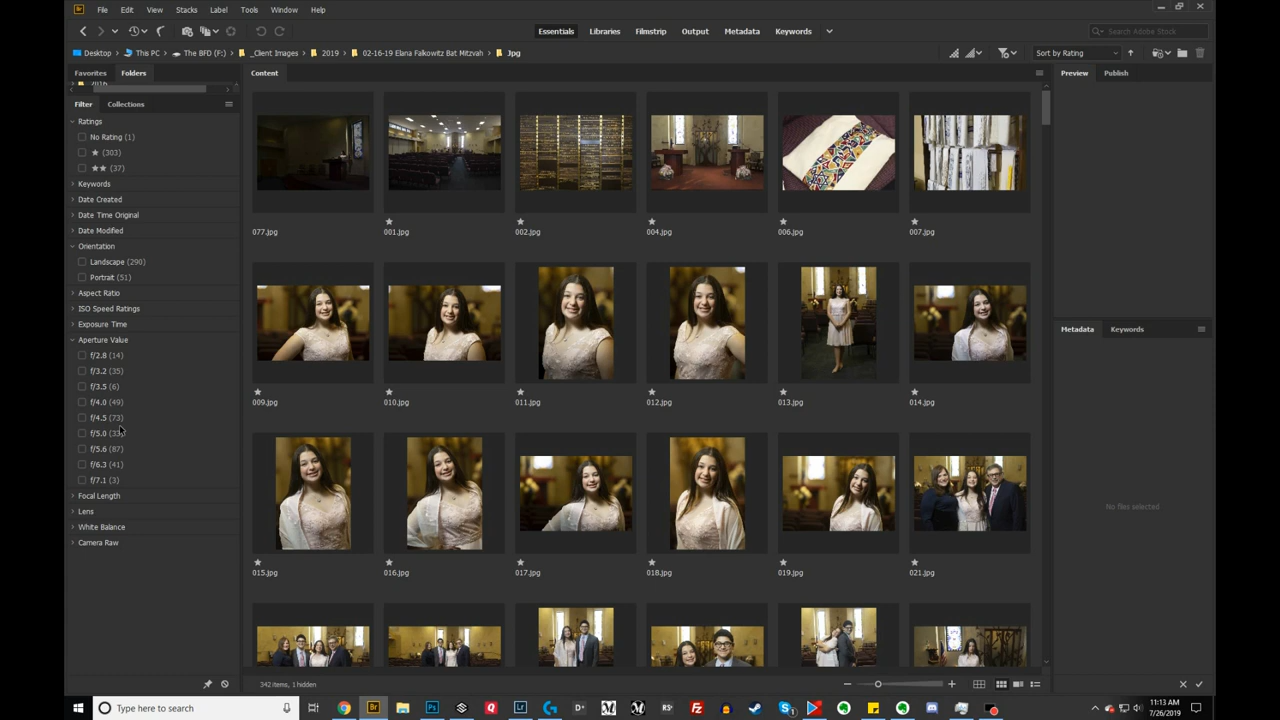 Br File Edit View Stacks Label Tools Window Help
Essentials Libraries Filmstrip Output Metadata Keywords Search Adobe Stock
Desktop This PC The BFD (F:) _Client Images 2019 02-16-19 Elana Falkowitz Bat Mitzvah Jpg Sort by Rating
Favorites Folders Content Preview Publish
2016
Filter Collections
Ratings
No Rating (1)
(303)
(37)
Keywords
Date Created
Date Time Original
Date Modified
Orientation
Landscape (290)
Portrait (51)
Aspect Ratio
ISO Speed Ratings
Exposure Time
Aperture Value
f/2.8 (14)
f/3.2 (35)
f/3.5 (6)
f/4.0 (49)
f/4.5 (73)
f/5.0
f/5.6 (87)
f/6.3 (41)
f/7.1 (3)
Focal Length
Lens
White Balance
Camera Raw
077.jpg 001.jpg 002.jpg 004.jpg 006.jpg 007.jpg
009.jpg 010.jpg 011.jpg 012.jpg 013.jpg 014.jpg
015.jpg 016.jpg 017.jpg 018.jpg 019.jpg 021.jpg
Metadata Keywords
No files selected
342 items, 1 hidden
Type here to search
Br Ps Lr
11:13 AM
7/26/2019